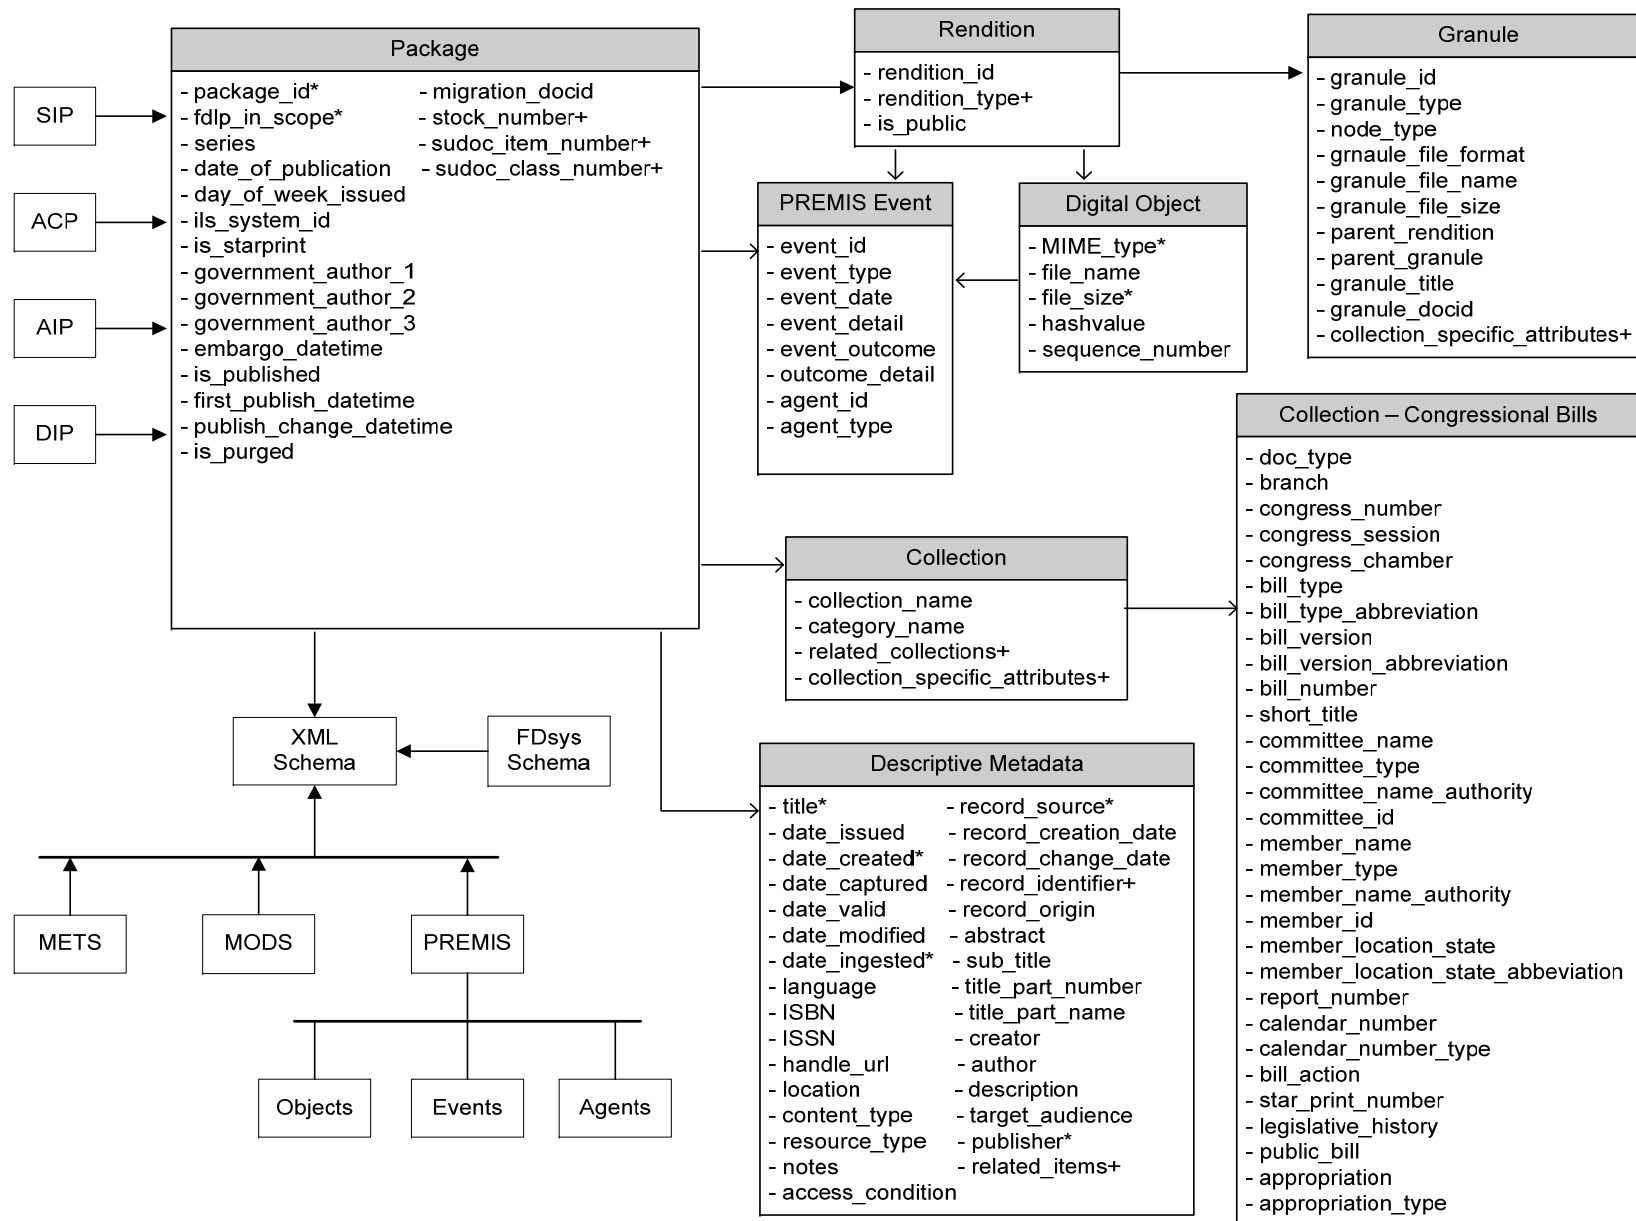 SIP
ACP
AIP
DIP
Package
- package_id*
- fdlp_in_scope*
- series
- date_of_publication
- day_of_week_issued
- ils_system_id
- is_starprint
- government_author_1
- government_author_2
- government_author_3
- embargo_datetime
- is_published
- first_publish_datetime
- publish_change_datetime
- is_purged
- migration_docid
- stock_number+
- sudoc_item_number+
- sudoc_class_number+
Rendition
- rendition_id
- rendition_type+
- is_public
Granule
- granule_id
- granule_type
- node_type
- grnaule_file_format
- granule_file_name
- granule_file_size
- parent_rendition
- parent_granule
- granule_title
- granule_docid
- collection_specific_attributes+
PREMIS Event
- event_id
- event_type
- event_date
- event_detail
- event_outcome
- outcome_detail
- agent_id
- agent_type
Digital Object
- MIME_type*
- file_name
- file_size*
- hashvalue
- sequence_number
Collection
- collection_name
- category_name
- related_collections+
- collection_specific_attributes+
Collection – Congressional Bills
- doc_type
- branch
- congress_number
- congress_session
- congress_chamber
- bill_type
- bill_type_abbreviation
- bill_version
- bill_version_abbreviation
- bill_number
- short_title
- committee_name
- committee_type
- committee_name_authority
- committee_id
- member_name
- member_type
- member_name_authority
- member_id
- member_location_state
- member_location_state_abbeviation
- report_number
- calendar_number
- calendar_number_type
- bill_action
- star_print_number
- legislative_history
- public_bill
- appropriation
- appropriation_type
XML
Schema
FDsys
Schema
METS
MODS
PREMIS
Objects
Events
Agents
Descriptive Metadata
- title*
- date_issued
- date_created*
- date_captured
- date_valid
- date_modified
- date_ingested*
- language
- ISBN
- ISSN
- handle_url
- location
- content_type
- resource_type
- notes
- access_condition
- record_source*
- record_creation_date
- record_change_date
- record_identifier+
- record_origin
- abstract
- sub_title
- title_part_number
- title_part_name
- creator
- author
- description
- target_audience
- publisher*
- related_items+